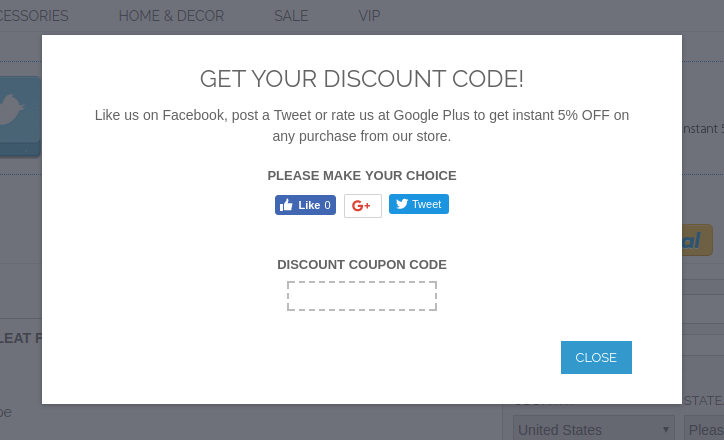 CESSORIES HOME & DECOR SALE VIP
GET YOUR DISCOUNT CODE!
Like us on Facebook, post a Tweet or rate us at Google Plus to get instant 5% OFF on
any purchase from our store.
nstant 5
PLEASE MAKE YOUR CHOICE
Like 0 G+ Tweet
al
DISCOUNT COUPON CODE
LEAT F
CLOSE
STATE
United States Pleas